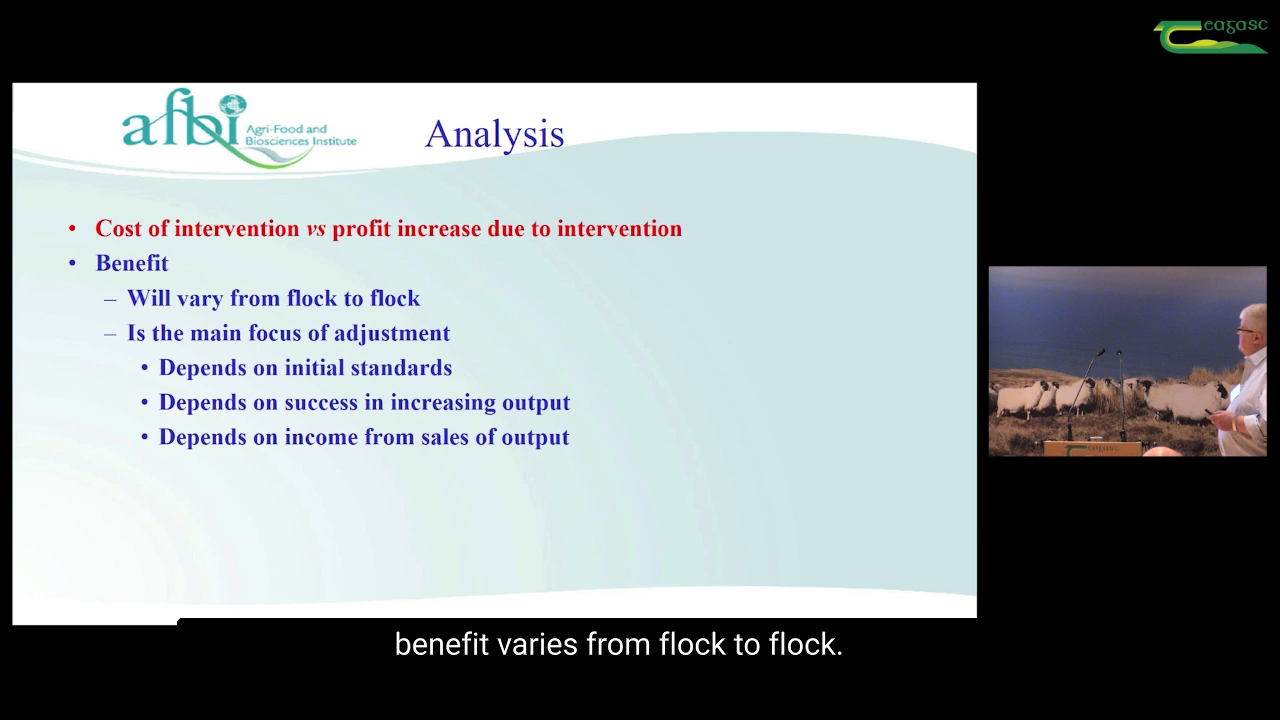 eagasc
afbi
Agri-Food and
Biosciences Institute
Analysis
• Cost of intervention vs profit increase due to intervention
• Benefit
– Will vary from flock to flock
– Is the main focus of adjustment
• Depends on initial standards
• Depends on success in increasing output
• Depends on income from sales of output
eagasc
benefit varies from flock to flock.